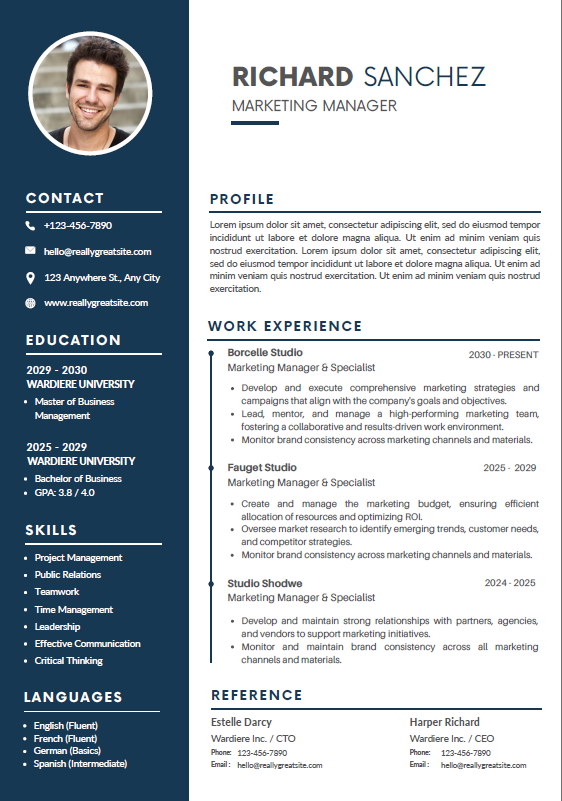 RICHARD SANCHEZ
MARKETING MANAGER
CONTACT
+123-456-7890
hello@reallygreatsite.com
123 Anywhere St., Any City
www.reallygreatsite.com
EDUCATION
2029 - 2030
WARDIERE UNIVERSITY
• Master of Business
Management
2025 - 2029
WARDIERE UNIVERSITY
• Bachelor of Business
• GPA: 3.8 / 4.0
SKILLS
• Project Management
• Public Relations
• Teamwork
• Time Management
• Leadership
• Effective Communication
• Critical Thinking
LANGUAGES
• English (Fluent)
• French (Fluent)
• German (Basics)
• Spanish (Intermediate)
PROFILE
Lorem ipsum dolor sit amet, consectetur adipiscing elit, sed do eiusmod tempor
incididunt ut labore et dolore magna aliqua. Ut enim ad minim veniam quis
nostrud exercitation. Lorem ipsum dolor sit amet, consectetur adipiscing elit,
sed do eiusmod tempor incididunt ut labore et dolore magna aliqua. Ut enim ad
minim veniam quis nostrud exercitation. Ut enim ad minim veniam quis nostrud
exercitation.
WORK EXPERIENCE
Borcelle Studio 2030 - PRESENT
Marketing Manager & Specialist
• Develop and execute comprehensive marketing strategies and
campaigns that align with the company's goals and objectives.
• Lead, mentor, and manage a high-performing marketing team,
fostering a collaborative and results-driven work environment.
• Monitor brand consistency across marketing channels and materials.
Fauget Studio 2025 - 2029
Marketing Manager & Specialist
• Create and manage the marketing budget, ensuring efficient
allocation of resources and optimizing ROI.
• Oversee market research to identify emerging trends, customer needs,
and competitor strategies.
• Monitor brand consistency across marketing channels and materials.
Studio Shodwe 2024 - 2025
Marketing Manager & Specialist
• Develop and maintain strong relationships with partners, agencies,
and vendors to support marketing initiatives.
• Monitor and maintain brand consistency across all marketing
channels and materials.
REFERENCE
Estelle Darcy
Wardiere Inc. / CTO
Phone: 123-456-7890
Email : hello@reallygreatsite.com
Harper Richard
Wardiere Inc. / CEO
Phone: 123-456-7890
Email : hello@reallygreatsite.com